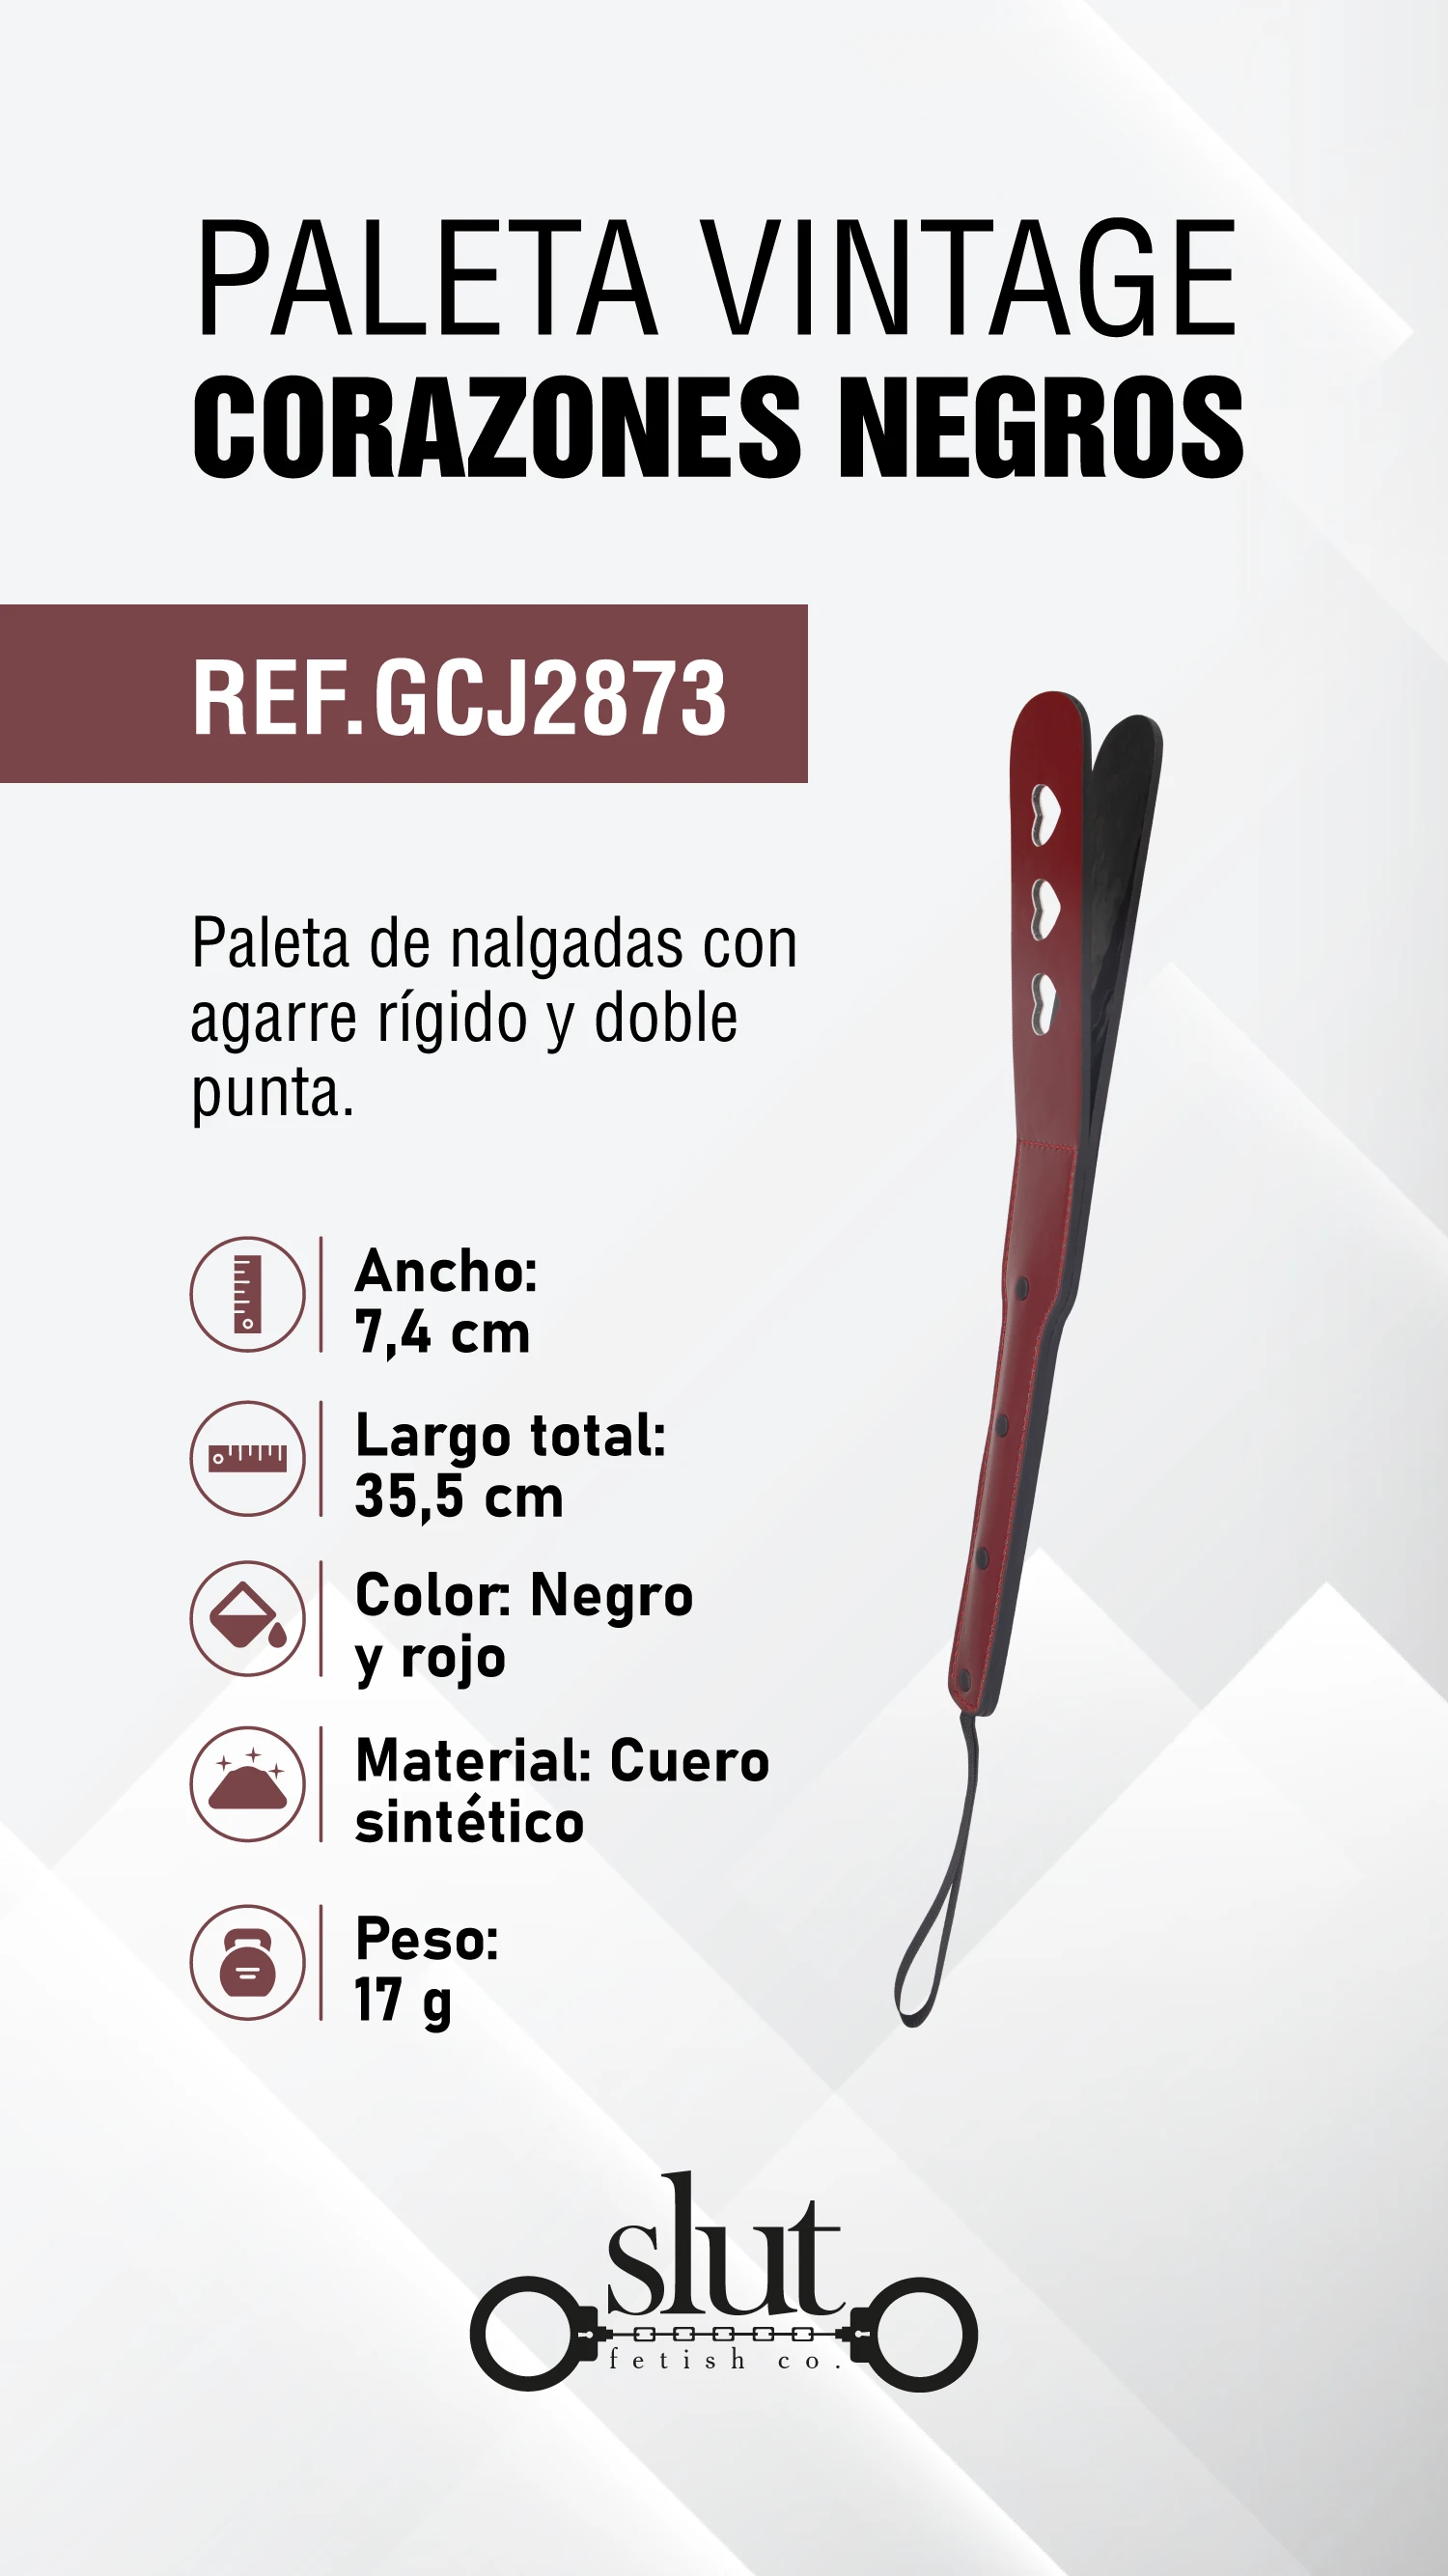 PALETA VINTAGE
CORAZONES NEGROS
REF.GCJ2873
Paleta de nalgadas con
agarre rígido y doble
punta.
Ancho:
7,4 cm
Largo total:
35,5 cm
Color: Negro
y rojo
Material: Cuero
sintético
Peso:
17 g
slut
fetish co.